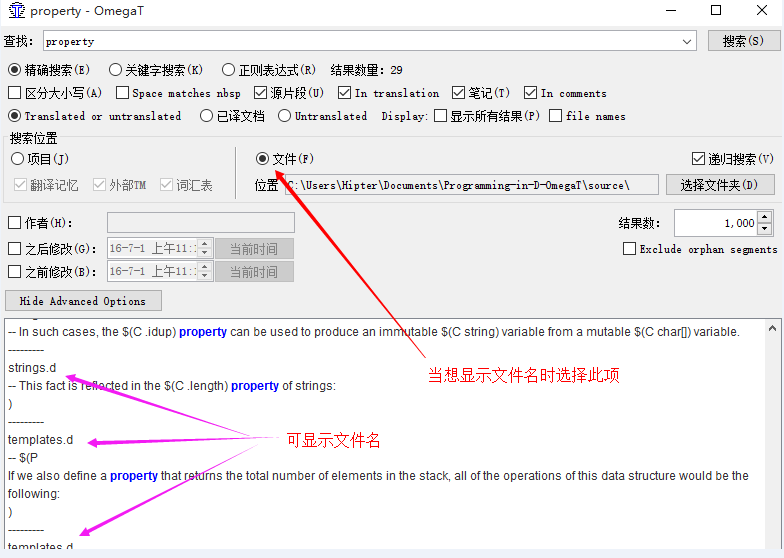 property - OmegaT
查找: property 搜索(S)
精确搜索(E) 关键字搜索(K) 正则表达式(R) 结果数量: 29
区分大小写(A) Space matches nbsp 源片段(U) In translation 笔记(T) In comments
Translated or untranslated 已译文档 Untranslated Display: 显示所有结果(P) file names
搜索位置
项目(J) 文件(F) 递归搜索(V)
翻译记忆 外部TM 词汇表 位置 C:\Users\Hipter\Documents\Programming-in-D-OmegaT\source\ 选择文件夹(D)
作者(H): 结果数: 1,000
之后修改(G): 16-7-1 上午11: 当前时间 Exclude orphan segments
之前修改(B): 16-7-1 上午11: 当前时间
Hide Advanced Options
-- In such cases, the $(C .idup) property can be used to produce an immutable $(C string) variable from a mutable $(C char[]) variable.
---------
strings.d
-- This fact is reflected in the $(C .length) property of strings:
)
---------
templates.d
-- $(P
If we also define a property that returns the total number of elements in the stack, all of the operations of this data structure would be the
following:
)
---------
templates.d
当想显示文件名时选择此项
可显示文件名